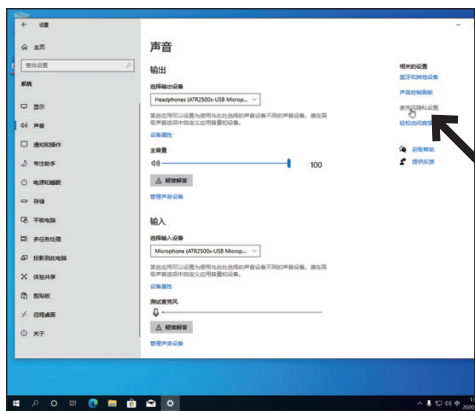 设置
主页
查找设置
系统
显示
声音
通知和操作
专注助手
电源和睡眠
存储
平板电脑
多任务处理
投影到此电脑
体验共享
剪贴板
远程桌面
关于
声音
输出
选择输出设备
Headphones (ATR2500x-USB Microp...
某些应用可以设置为使用与此处选择的声音设备不同的声音设备。请在高
级声音选项中自定义应用音量和设备。
设备属性
主音量
100
疑难解答
管理声音设备
输入
选择输入设备
Microphone (ATR2500x-USB Microp...
某些应用可以设置为使用与此处选择的声音设备不同的声音设备。请在高
级声音选项中自定义应用音量和设备。
设备属性
测试麦克风
疑难解答
管理声音设备
相关的设置
蓝牙和其他设备
声音控制面板
麦克风隐私设置
轻松访问音频
获取帮助
提供反馈
中